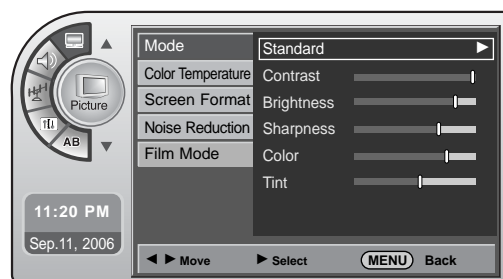 Picture
AB
11:20 PM
Sep.11, 2006
Mode
Color Temperature
Screen Format
Noise Reduction
Film Mode
Standard
Contrast
Brightness
Sharpness
Color
Tint
Move
Select
MENU Back